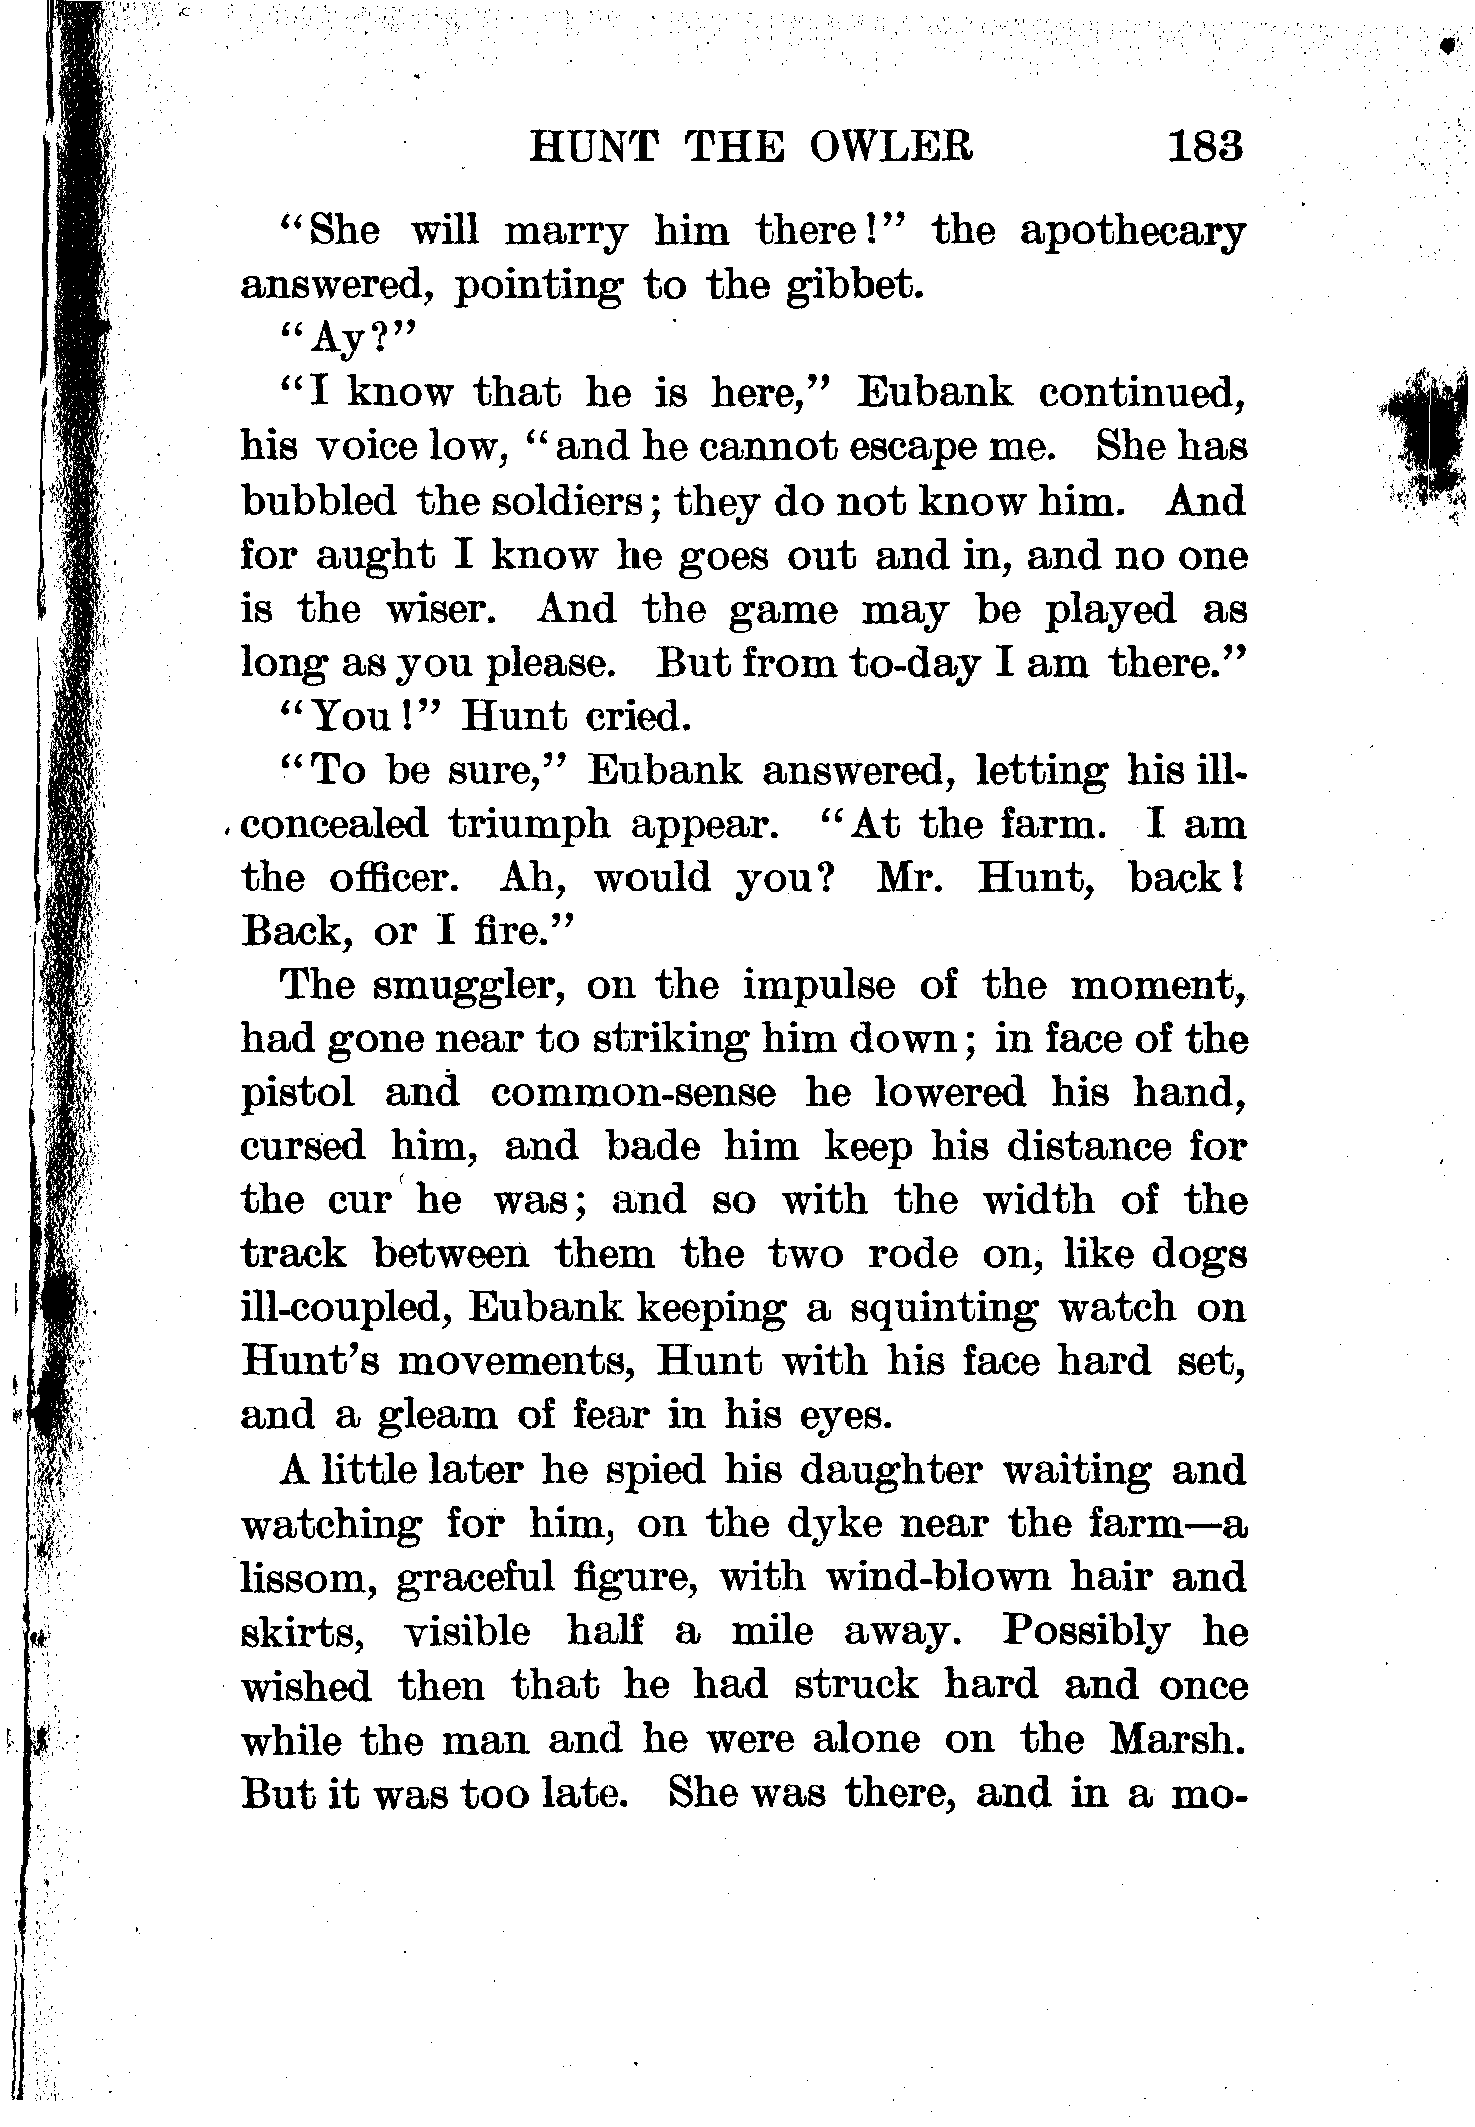 HUNT THE OWLER 183
“She will marry him there!” the apothecary
answered, pointing to the gibbet.
“Ay?”
“I know that he is here,” Eubank continued,
his voice low, “and he cannot escape me. She has
bubbled the soldiers; they do not know him. And
for aught I know he goes out and in, and no one
is the wiser. And the game may be played as
long as you please. But from to-day I am there.”
“You!” Hunt cried.
“To be sure,” Eubank answered, letting his ill-
concealed triumph appear. “At the farm. I am
the officer. Ah, would you? Mr. Hunt, back!
Back, or I fire.”
The smuggler, on the impulse of the moment,
had gone near to striking him down; in face of the
pistol and common-sense he lowered his hand,
cursed him, and bade him keep his distance for
the cur he was; and so with the width of the
track between them the two rode on, like dogs
ill-coupled, Eubank keeping a squinting watch on
Hunt’s movements, Hunt with his face hard set,
and a gleam of fear in his eyes.
A little later he spied his daughter waiting and
watching for him, on the dyke near the farm—a
lissom, graceful figure, with wind-blown hair and
skirts, visible half a mile away. Possibly he
wished then that he had struck hard and once
while the man and he were alone on the Marsh.
But it was too late. She was there, and in a mo-